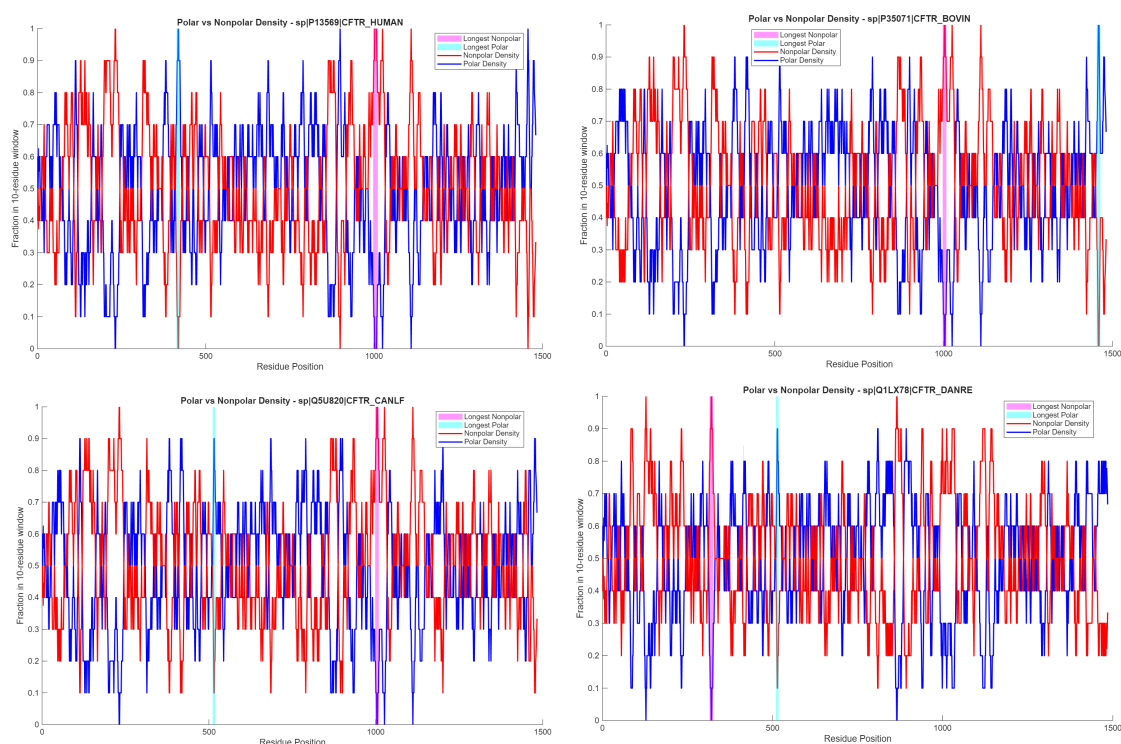 Polar vs Nonpolar Density - sp|P13569|CFTR_HUMAN
Longest Nonpolar
Longest Polar
Nonpolar Density
Polar Density
Fraction in 10-residue window
1
0.9
0.8
0.7
0.6
0.5
0.4
0.3
0.2
0.1
0
0
500
1000
1500
Residue Position
Polar vs Nonpolar Density - sp|P35071|CFTR_BOVIN
Longest Nonpolar
Longest Polar
Nonpolar Density
Polar Density
Fraction in 10-residue window
1
0.9
0.8
0.7
0.6
0.5
0.4
0.3
0.2
0.1
0
0
500
1000
1500
Residue Position
Polar vs Nonpolar Density - sp|Q5U820|CFTR_CANLF
Longest Nonpolar
Longest Polar
Nonpolar Density
Polar Density
Fraction in 10-residue window
1
0.9
0.8
0.7
0.6
0.5
0.4
0.3
0.2
0.1
0
0
500
1000
1500
Residue Position
Polar vs Nonpolar Density - sp|Q1LX78|CFTR_DANRE
Longest Nonpolar
Longest Polar
Nonpolar Density
Polar Density
Fraction in 10-residue window
1
0.9
0.8
0.7
0.6
0.5
0.4
0.3
0.2
0.1
0
0
500
1000
1500
Residue Position